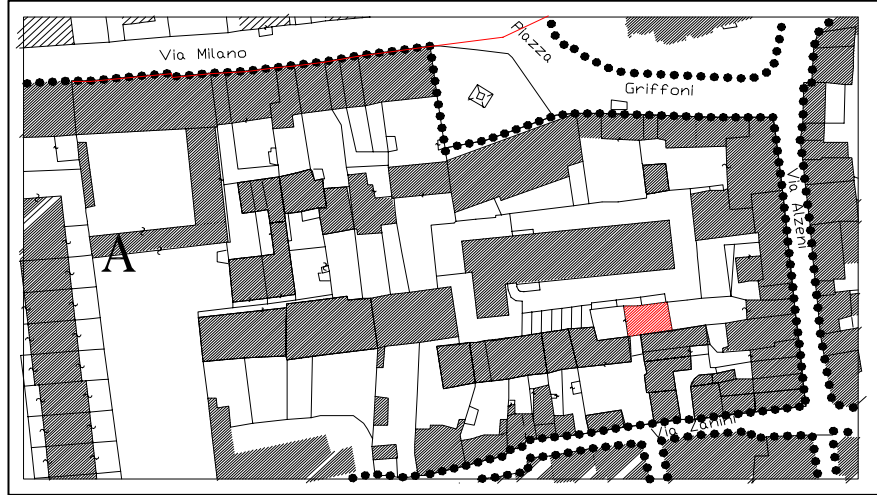 Via Milano
Piazza
Griffoni
Via Alzeni
A
Via Zanini